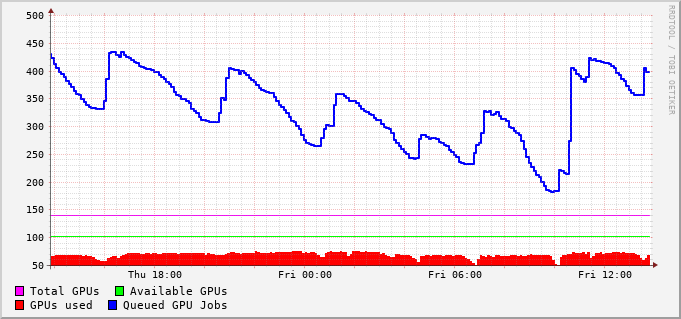 500
450
400
350
300
250
200
150
100
50
Thu 18:00 Fri 00:00 Fri 06:00 Fri 12:00
Total GPUs Available GPUs
GPUs used Queued GPU Jobs
RRDTOOL / TOBI OETIKER